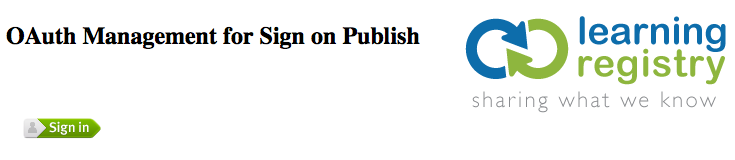 OAuth Management for Sign on Publish
learning
registry
sharing what we know
Sign in